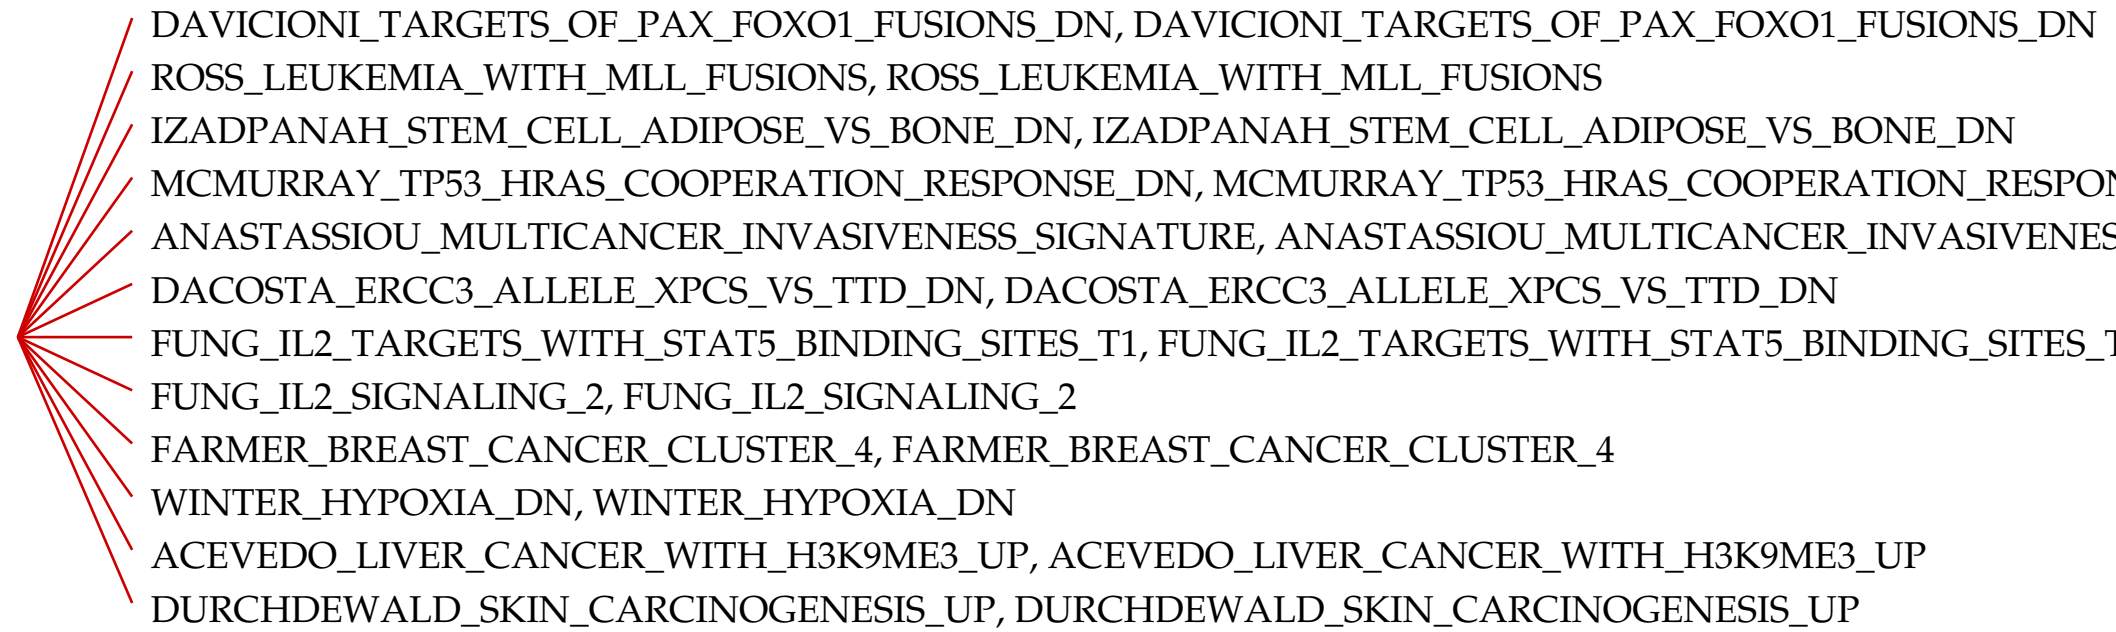 DAVICIONI_TARGETS_OF_PAX_FOXO1_FUSIONS_DN, DAVICIONI_TARGETS_OF_PAX_FOXO1_FUSIONS_DN
ROSS_LEUKEMIA_WITH_MLL_FUSIONS, ROSS_LEUKEMIA_WITH_MLL_FUSIONS
IZADPANAH_STEM_CELL_ADIPOSE_VS_BONE_DN, IZADPANAH_STEM_CELL_ADIPOSE_VS_BONE_DN
MCMURRAY_TP53_HRAS_COOPERATION_RESPONSE_DN, MCMURRAY_TP53_HRAS_COOPERATION_RESPON
ANASTASSIOU_MULTICANCER_INVASIVENESS_SIGNATURE, ANASTASSIOU_MULTICANCER_INVASIVENES
DACOSTA_ERCC3_ALLELE_XPCS_VS_TTD_DN, DACOSTA_ERCC3_ALLELE_XPCS_VS_TTD_DN
FUNG_IL2_TARGETS_WITH_STAT5_BINDING_SITES_T1, FUNG_IL2_TARGETS_WITH_STAT5_BINDING_SITES_T
FUNG_IL2_SIGNALING_2, FUNG_IL2_SIGNALING_2
FARMER_BREAST_CANCER_CLUSTER_4, FARMER_BREAST_CANCER_CLUSTER_4
WINTER_HYPOXIA_DN, WINTER_HYPOXIA_DN
ACEVEDO_LIVER_CANCER_WITH_H3K9ME3_UP, ACEVEDO_LIVER_CANCER_WITH_H3K9ME3_UP
DURCHDEWALD_SKIN_CARCINOGENESIS_UP, DURCHDEWALD_SKIN_CARCINOGENESIS_UP